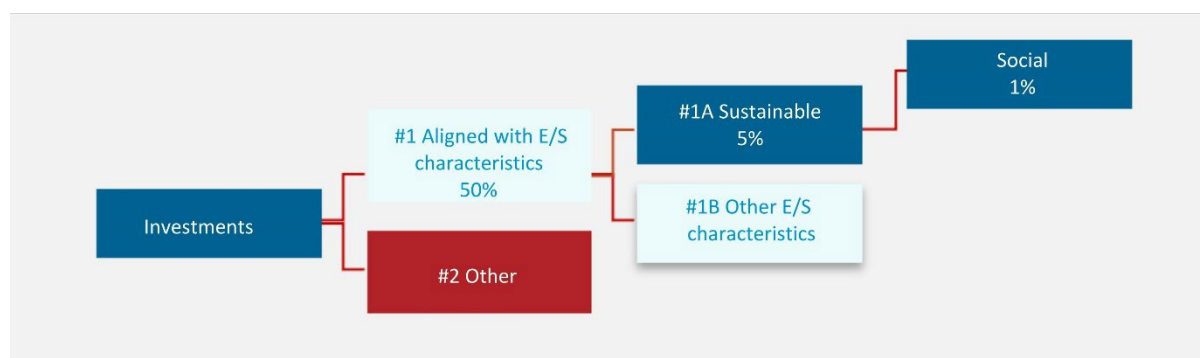 Social
1%
#1A Sustainable
5%
#1 Aligned with E/S
characteristics
50%
#1B Other E/S
characteristics
Investments
#2 Other